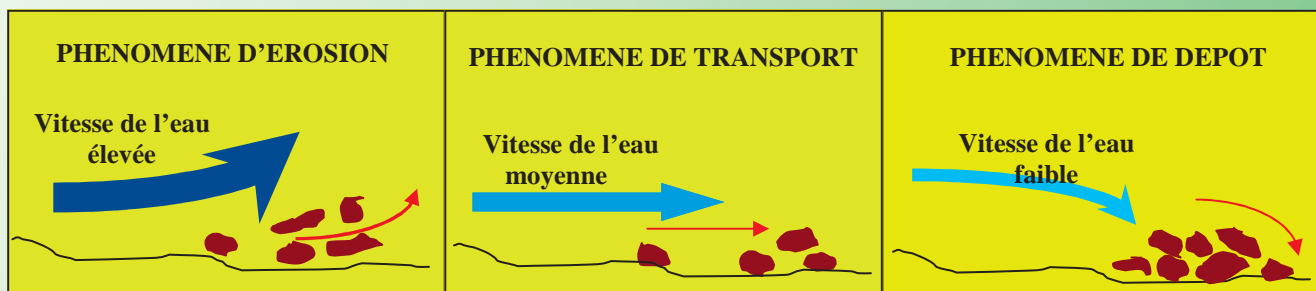 PHENOMENE D’EROSION
Vitesse de l’eau
élevée
PHENOMENE DE TRANSPORT
Vitesse de l’eau
moyenne
PHENOMENE DE DEPOT
Vitesse de l’eau
faible